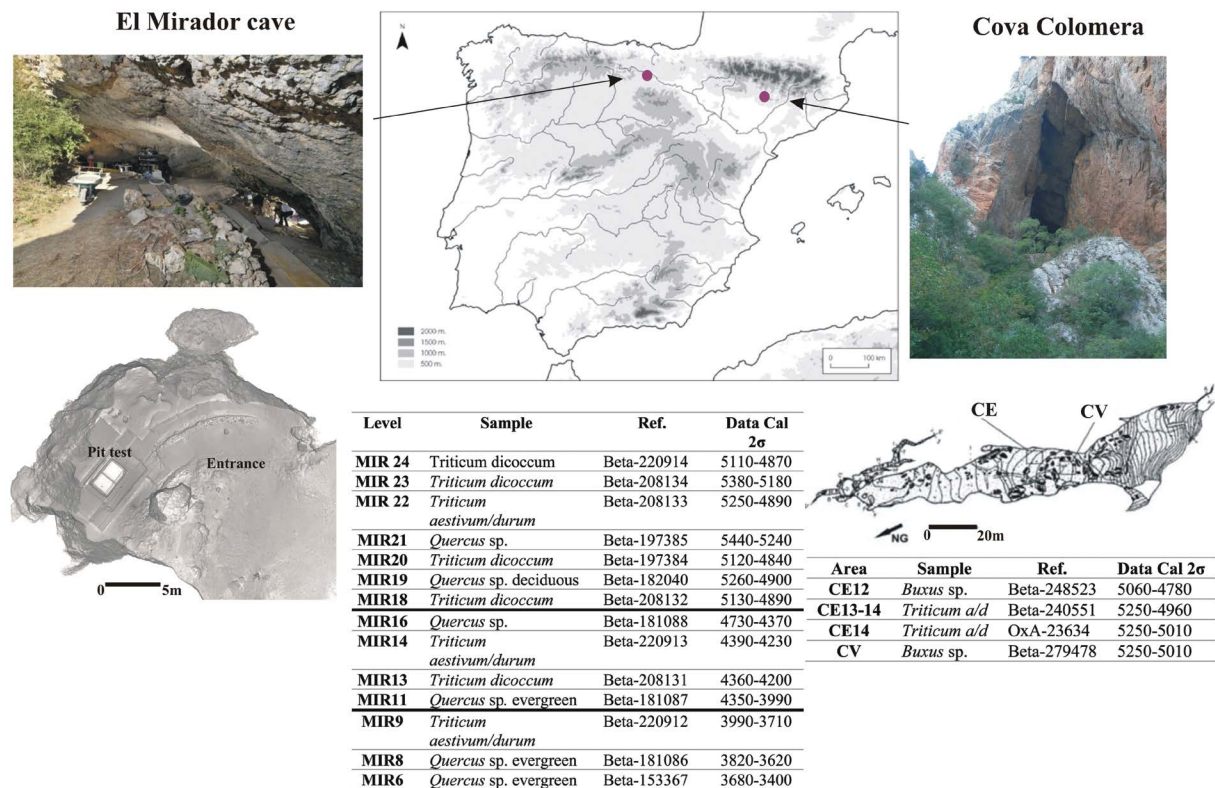 El Mirador cave
Cova Colomera
N
2000 m.
1500 m.
1000 m.
500 m.
0 100 km
Pit test
Entrance
0 5m
Level Sample Ref. Data Cal
2σ
MIR 24 Triticum dicoccum Beta-220914 5110-4870
MIR 23 Triticum dicoccum Beta-208134 5380-5180
MIR 22 Triticum Beta-208133 5250-4890
aestivum/durum
MIR21 Quercus sp. Beta-197385 5440-5240
MIR20 Triticum dicoccum Beta-197384 5120-4840
MIR19 Quercus sp. deciduous Beta-182040 5260-4900
MIR18 Triticum dicoccum Beta-208132 5130-4890
MIR16 Quercus sp. Beta-181088 4730-4370
MIR14 Triticum Beta-220913 4390-4230
aestivum/durum
MIR13 Triticum dicoccum Beta-208131 4360-4200
MIR11 Quercus sp. evergreen Beta-181087 4350-3990
MIR9 Triticum Beta-220912 3990-3710
aestivum/durum
MIR8 Quercus sp. evergreen Beta-181086 3820-3620
MIR6 Quercus sp. evergreen Beta-153367 3680-3400
CE CV
NG 0 20m
Area Sample Ref. Data Cal 2σ
CE12 Buxus sp. Beta-248523 5060-4780
CE13-14 Triticum a/d Beta-240551 5250-4960
CE14 Triticum a/d OxA-23634 5250-5010
CV Buxus sp. Beta-279478 5250-5010